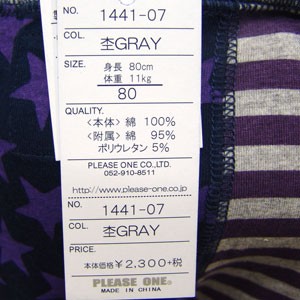 NO. 1441-07
COL. 杢GRAY
SIZE. 身長 80cm
体重 11kg
80
QUALITY.
<本体> 綿 100%
<附属> 綿 95%
ポリウレタン 5%
PLEASE ONE CO.,LTD.
052-910-8511
http://www.please-one.co.jp
NO. 1441-07
COL. 杢GRAY
PRICE.
本体価格 ¥2,300+税
PLEASE ONE.
MADE IN CHINA